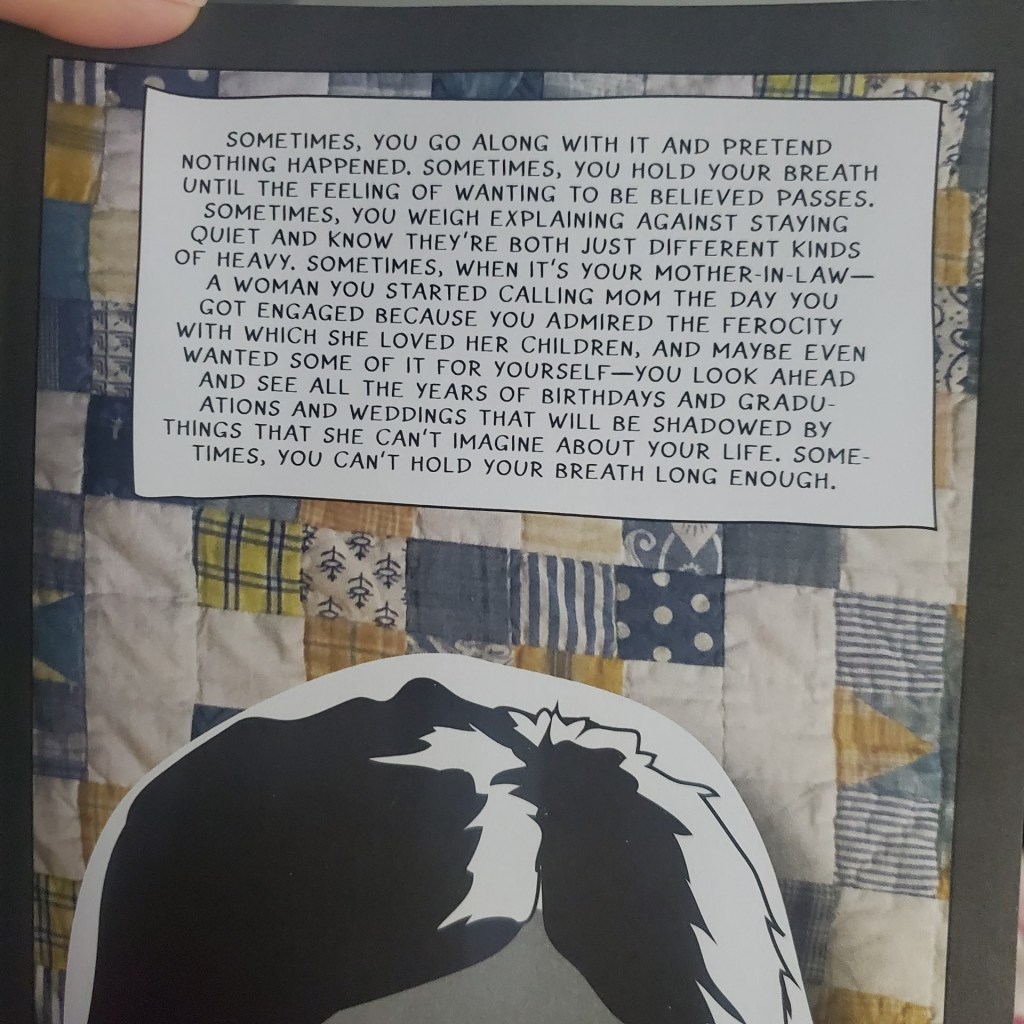 SOMETIMES, YOU GO ALONG WITH IT AND PRETEND
NOTHING HAPPENED. SOMETIMES, YOU HOLD YOUR BREATH
UNTIL THE FEELING OF WANTING TO BE BELIEVED PASSES.
SOMETIMES, YOU WEIGH EXPLAINING AGAINST STAYING
QUIET AND KNOW THEY'RE BOTH JUST DIFFERENT KINDS
OF HEAVY. SOMETIMES, WHEN IT'S YOUR MOTHER-IN-LAW—
A WOMAN YOU STARTED CALLING MOM THE DAY YOU
GOT ENGAGED BECAUSE YOU ADMIRED THE FEROCITY
WITH WHICH SHE LOVED HER CHILDREN, AND MAYBE EVEN
WANTED SOME OF IT FOR YOURSELF—YOU LOOK AHEAD
AND SEE ALL THE YEARS OF BIRTHDAYS AND GRADU-
ATIONS AND WEDDINGS THAT WILL BE SHADOWED BY
THINGS THAT SHE CAN'T IMAGINE ABOUT YOUR LIFE. SOME-
TIMES, YOU CAN'T HOLD YOUR BREATH LONG ENOUGH.